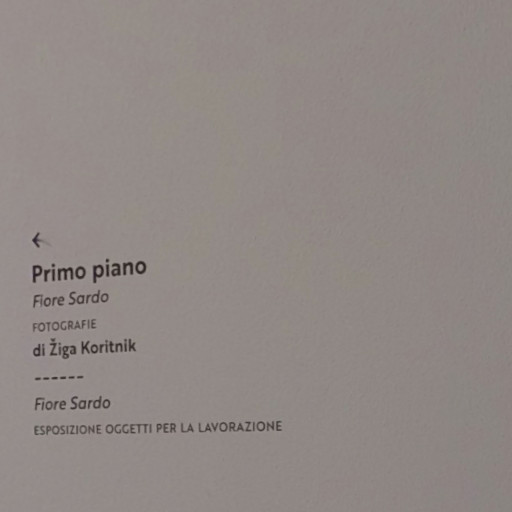 ←
Primo piano
Fiore Sardo
FOTOGRAFIE
di Žiga Koritnik
------
Fiore Sardo
ESPOSIZIONE OGGETTI PER LA LAVORAZIONE